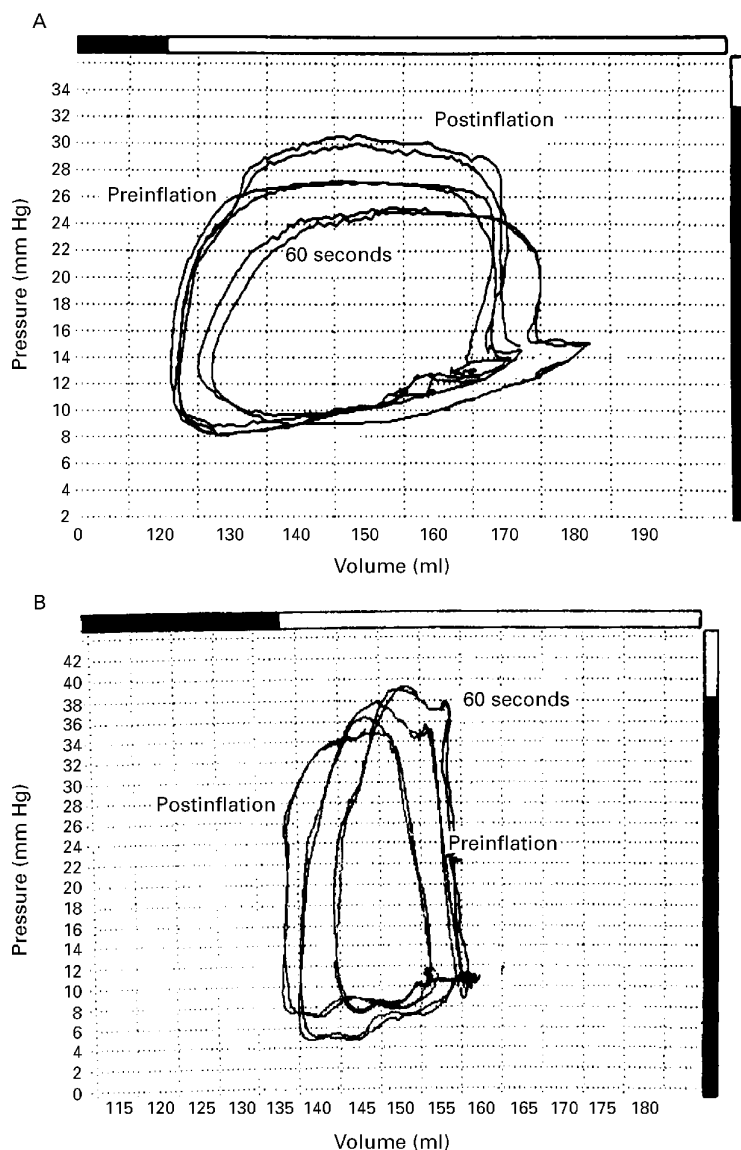 A
34
32
30
28
26
24
22
20
18
16
14
12
10
8
6
4
2
Pressure (mm Hg)
Postinflation
Preinflation
60 seconds
0 120 130 140 150 160 170 180 190
Volume (ml)
B
42
40
38
36
34
32
30
28
26
24
22
20
18
16
14
12
10
8
6
4
2
0
Pressure (mm Hg)
60 seconds
Postinflation
Preinflation
115 120 130 135 140 145 150 155 160 165 170 175 180
Volume (ml)